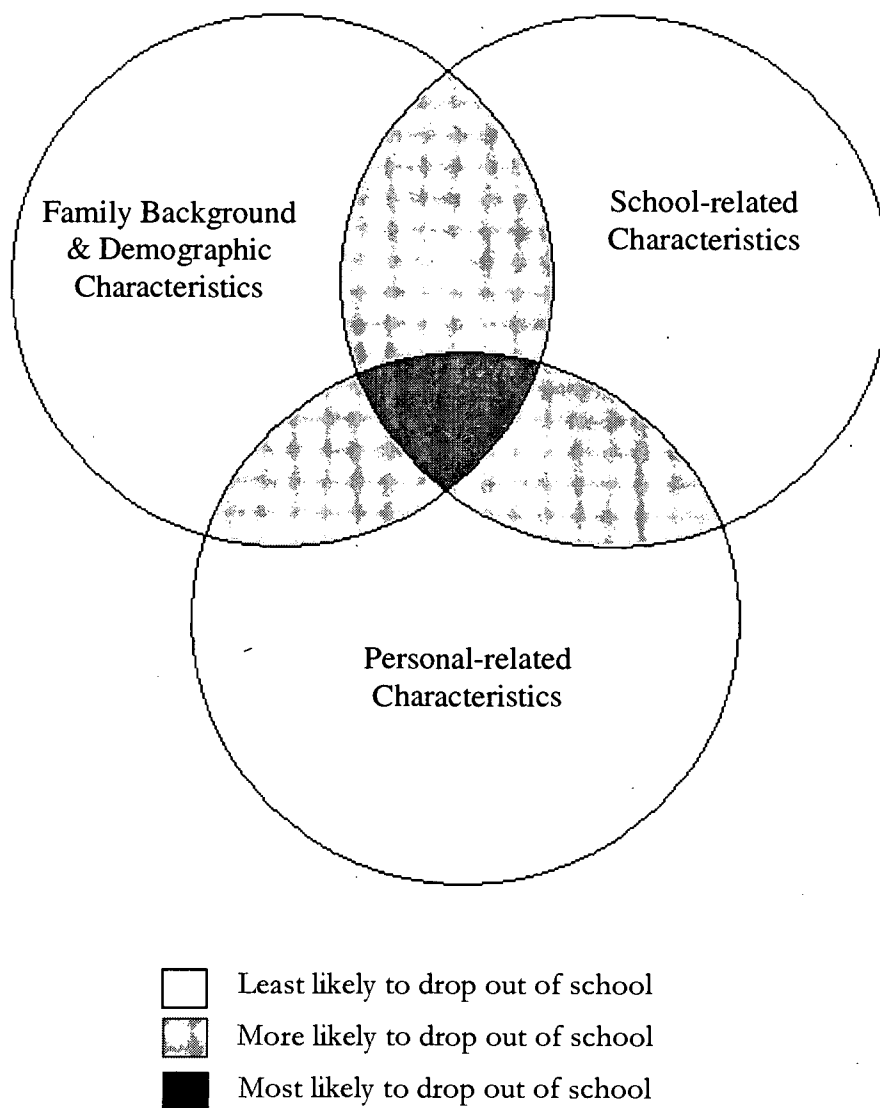 Family Background
& Demographic
Characteristics
School-related
Characteristics
Personal-related
Characteristics
Least likely to drop out of school
More likely to drop out of school
Most likely to drop out of school